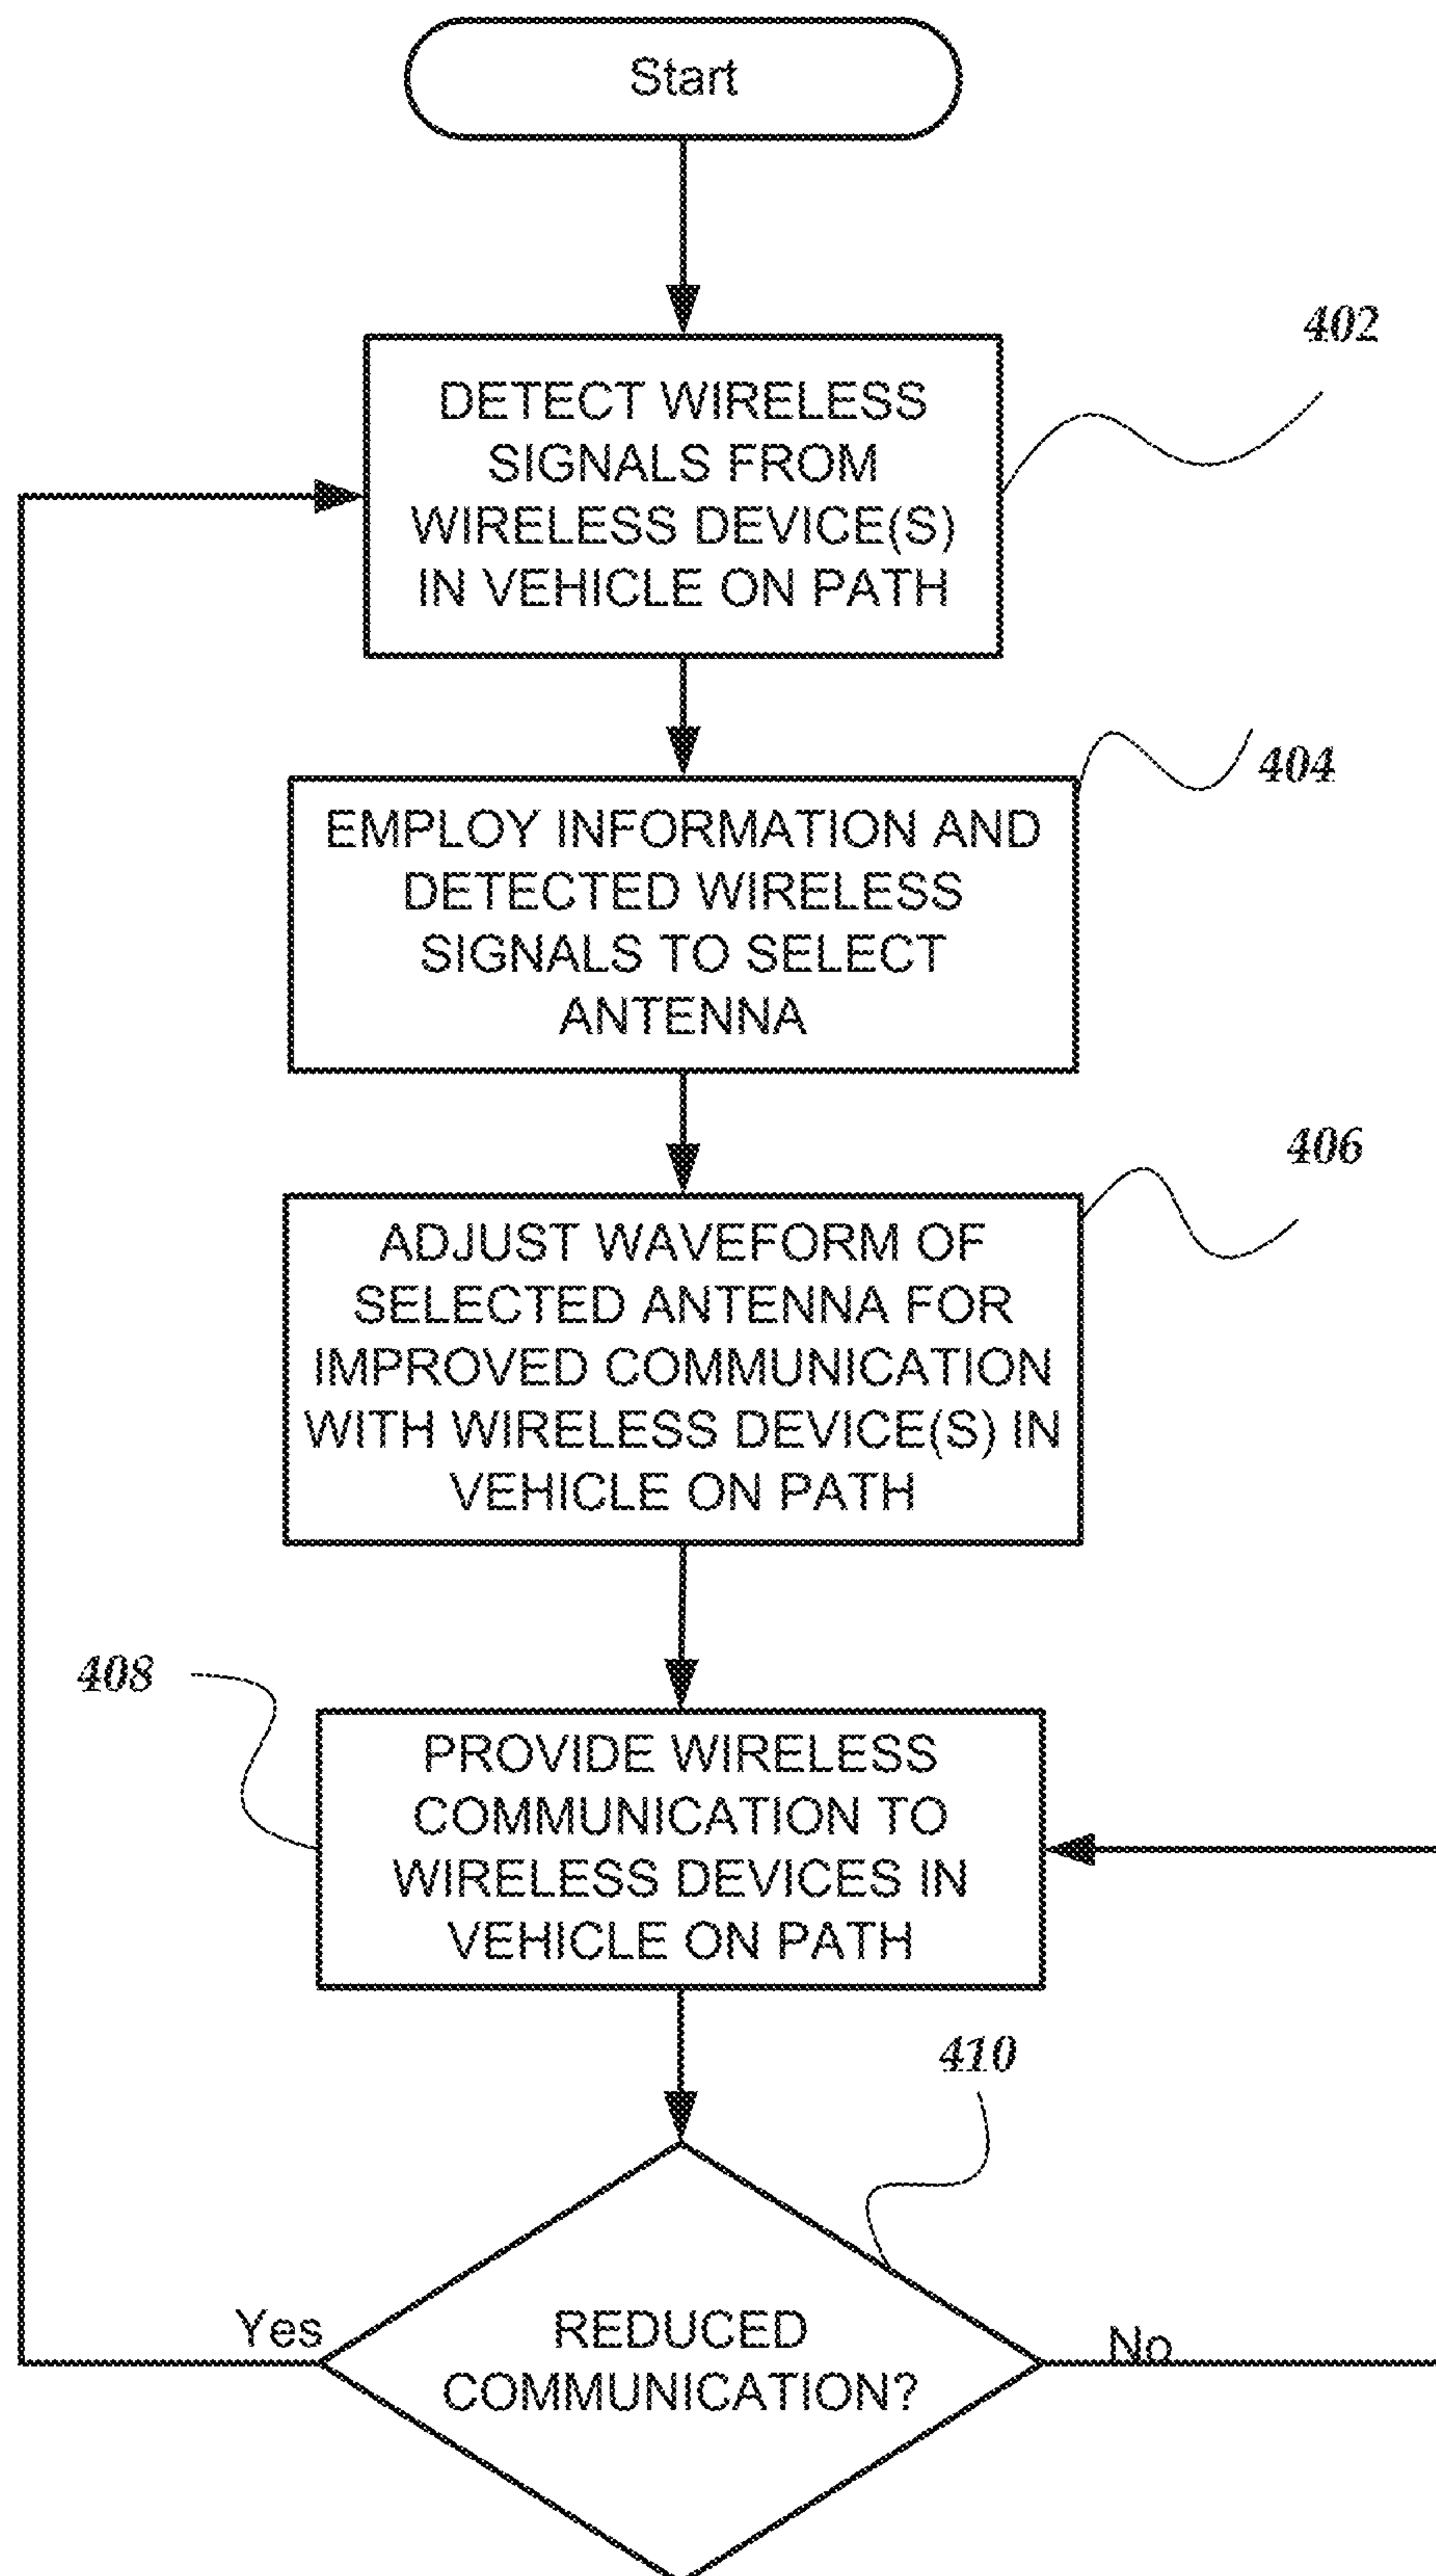 Start
402
DETECT WIRELESS
SIGNALS FROM
WIRELESS DEVICE(S)
IN VEHICLE ON PATH
404
EMPLOY INFORMATION AND
DETECTED WIRELESS
SIGNALS TO SELECT
ANTENNA
406
ADJUST WAVEFORM OF
SELECTED ANTENNA FOR
IMPROVED COMMUNICATION
WITH WIRELESS DEVICE(S) IN
VEHICLE ON PATH
408
PROVIDE WIRELESS
COMMUNICATION TO
WIRELESS DEVICES IN
VEHICLE ON PATH
410
Yes
REDUCED
COMMUNICATION?
No